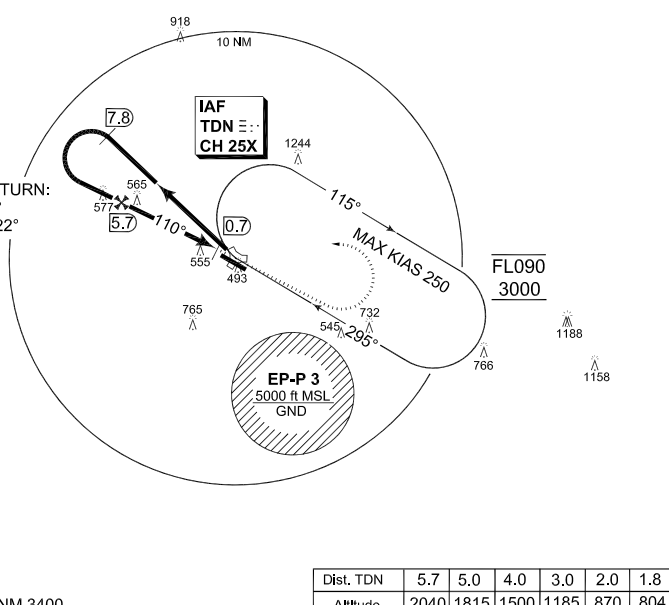 918
10 NM
7.8
IAF
TDN
CH 25X
1244
TURN:
°
22°
577
565
5.7
110°
0.7
555
493
115°
MAX KIAS 250
FL090
3000
765
545
732
295°
766
1188
1158
EP-P 3
5000 ft MSL
GND
NM 3400
Dist. TDN 5.7 5.0 4.0 3.0 2.0 1.8
Altitude 2040 1815 1500 1185 870 804